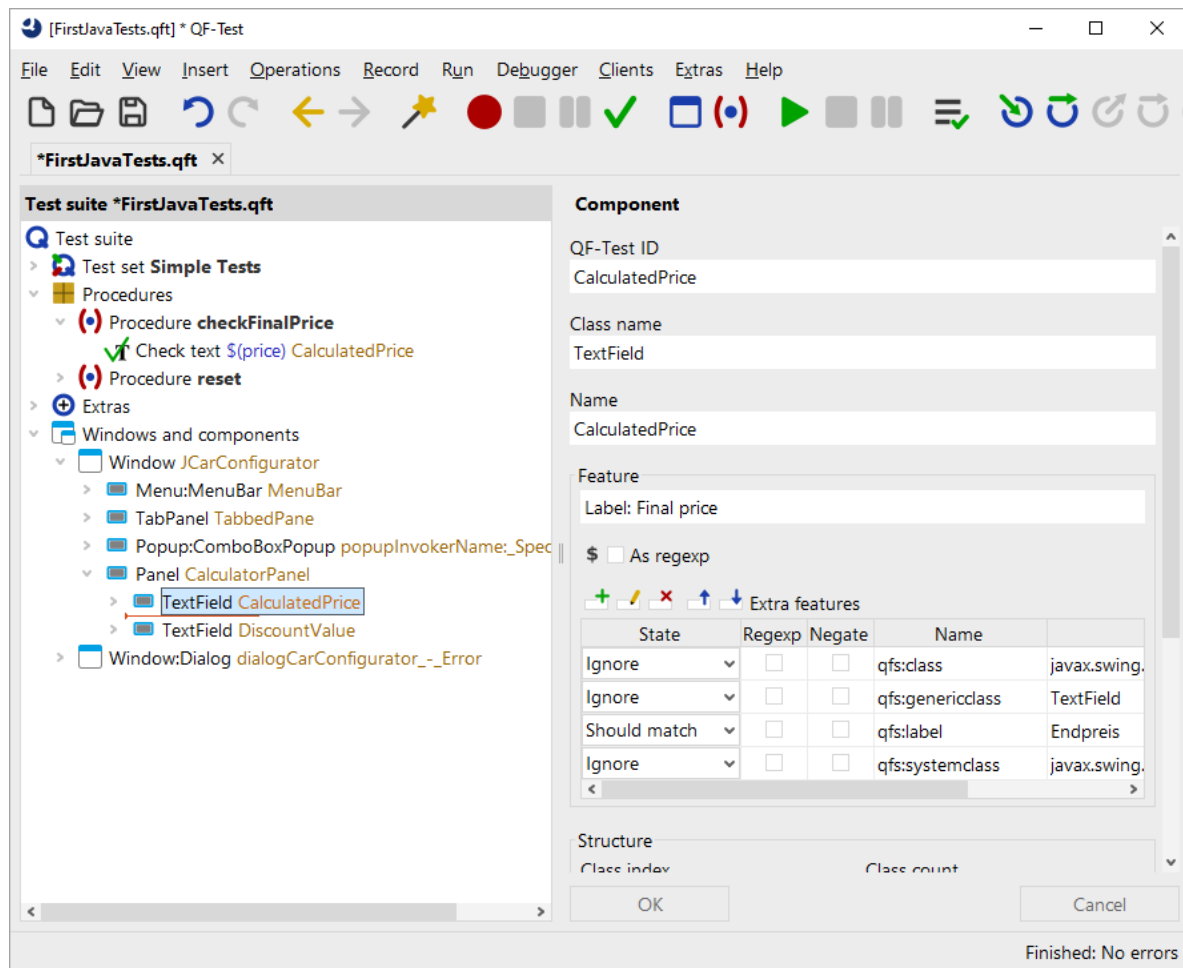 [FirstJavaTests.qft] * QF-Test
File Edit View Insert Operations Record Run Debugger Clients Extras Help
*FirstJavaTests.qft
Test suite *FirstJavaTests.qft
Test suite
Test set Simple Tests
Procedures
Procedure checkFinalPrice
Check text $(price) CalculatedPrice
Procedure reset
Extras
Windows and components
Window JCarConfigurator
Menu:MenuBar MenuBar
TabPanel TabbedPane
Popup:ComboBoxPopup popupInvokerName:_Spec
Panel CalculatorPanel
TextField CalculatedPrice
TextField DiscountValue
Window:Dialog dialogCarConfigurator_-_Error
Component
QF-Test ID
CalculatedPrice
Class name
TextField
Name
CalculatedPrice
Feature
Label: Final price
$ As regexp
Extra features
State Regexp Negate Name
Ignore qfs:class javax.swing.
Ignore qfs:genericclass TextField
Should match qfs:label Endpreis
Ignore qfs:systemclass javax.swing.
Structure
Class index Class count
OK Cancel
Finished: No errors